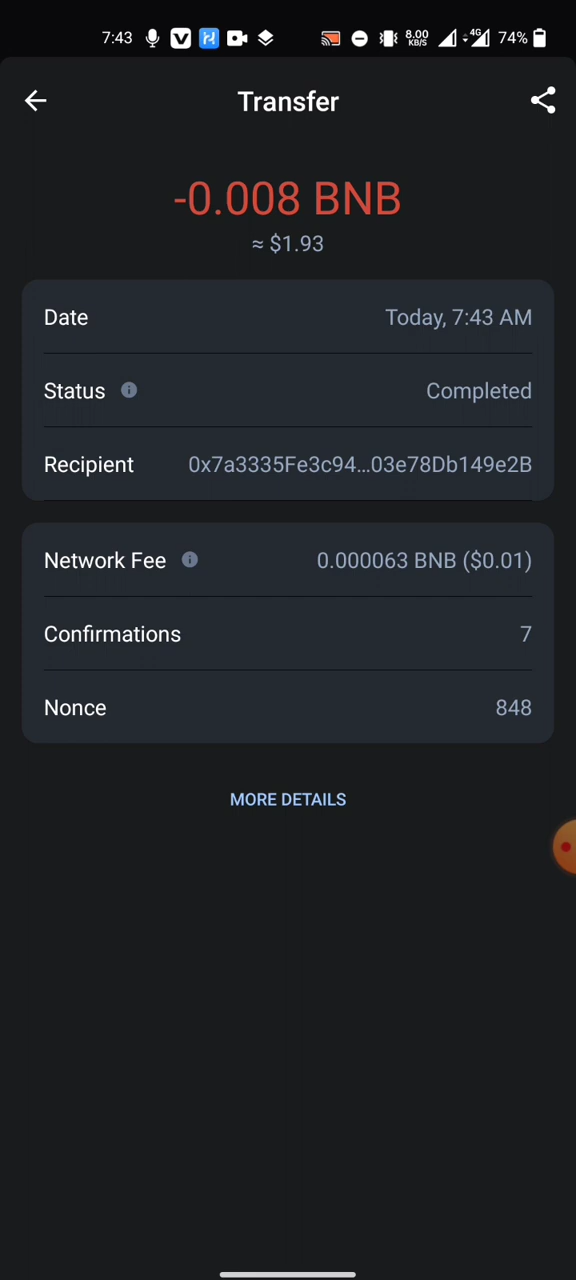 7:43 8.00 KB/S 4G 74%
Transfer
-0.008 BNB
≈ $1.93
Date Today, 7:43 AM
Status Completed
Recipient 0x7a3335Fe3c94...03e78Db149e2B
Network Fee 0.000063 BNB ($0.01)
Confirmations 7
Nonce 848
MORE DETAILS